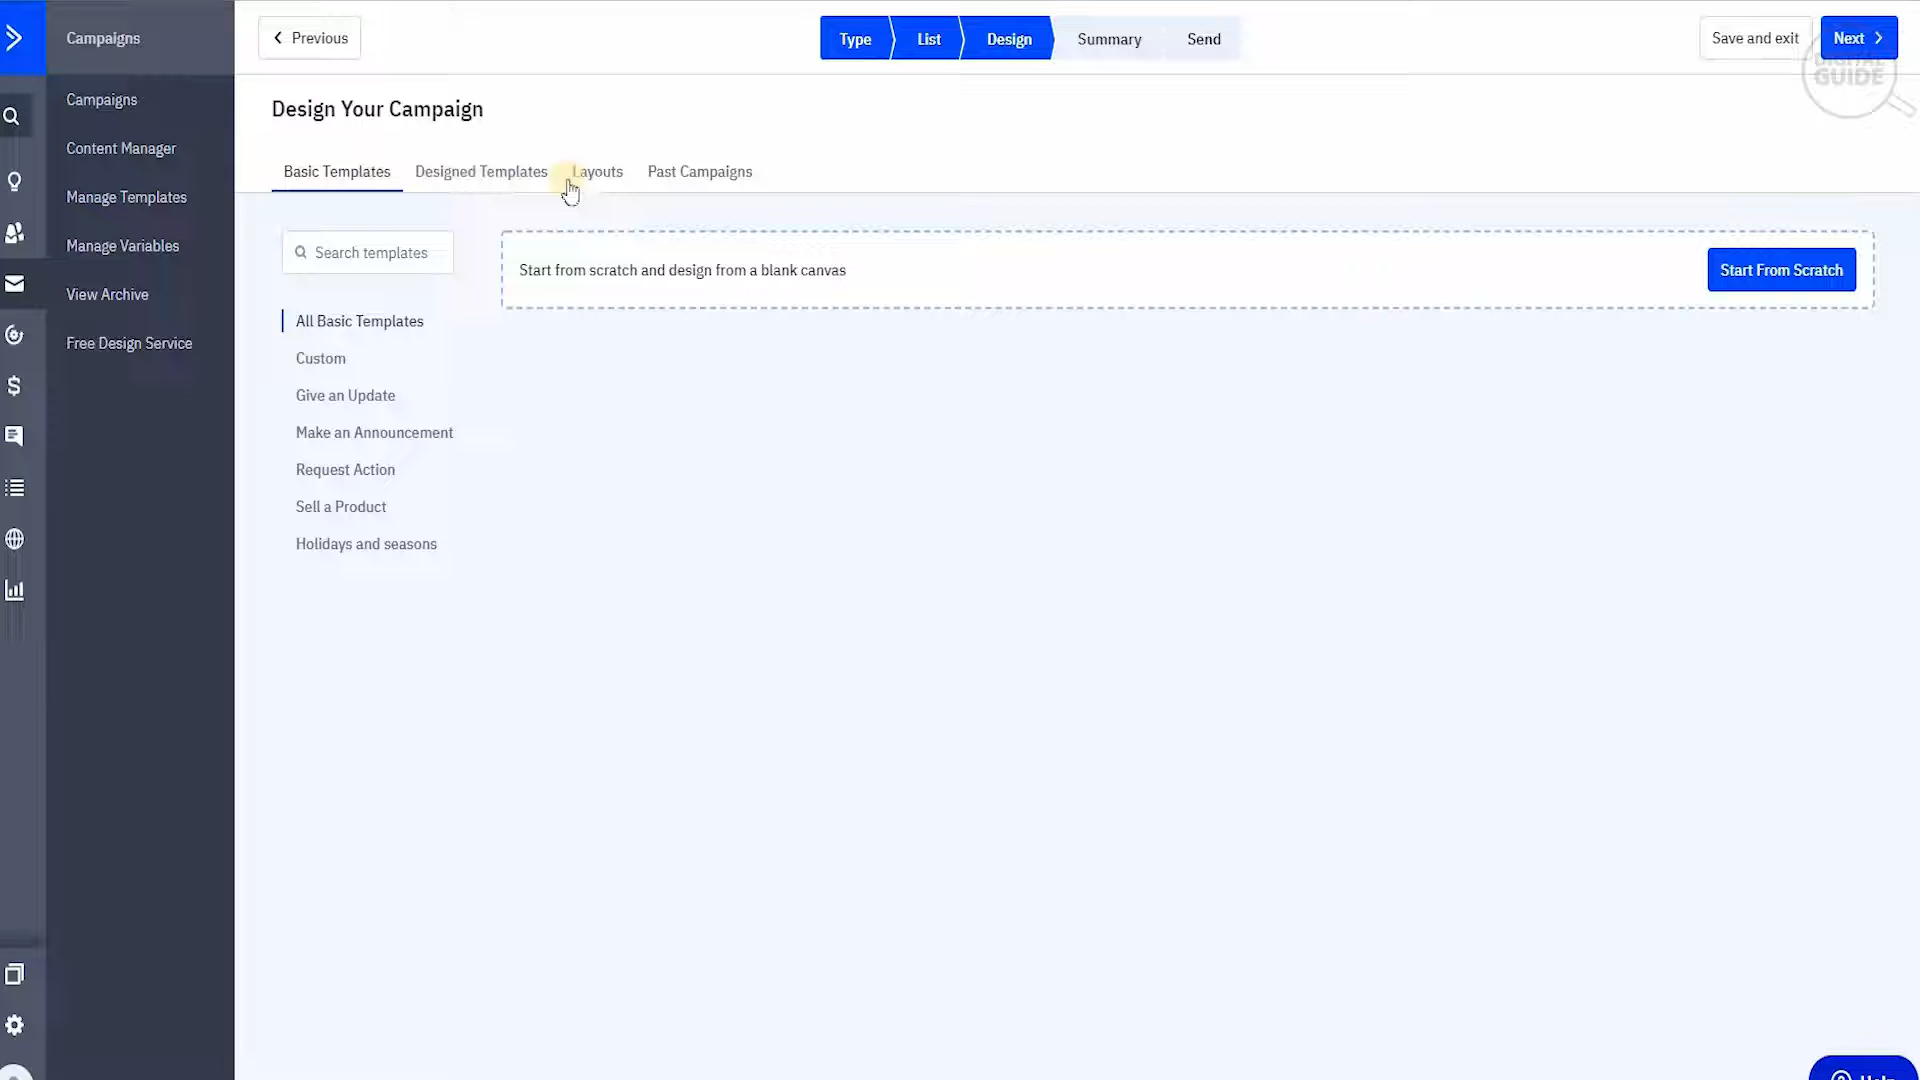 Campaigns
Previous
Type
List
Design
Summary
Send
Save and exit
Next
DIGITAL
GUIDE
Campaigns
Content Manager
Manage Templates
Manage Variables
View Archive
Free Design Service
Design Your Campaign
Basic Templates
Designed Templates
Layouts
Past Campaigns
Search templates
Start from scratch and design from a blank canvas
Start From Scratch
All Basic Templates
Custom
Give an Update
Make an Announcement
Request Action
Sell a Product
Holidays and seasons
Help